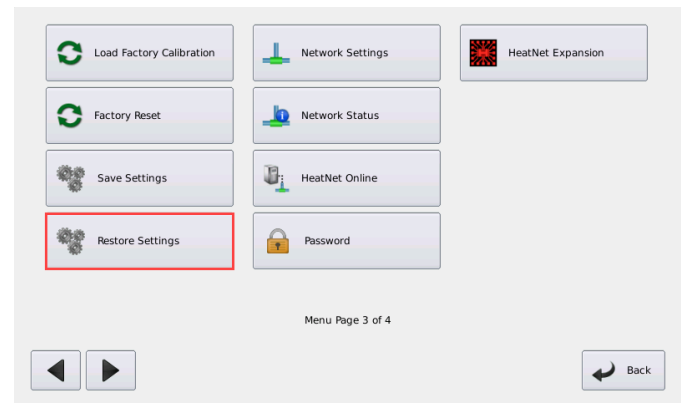 Load Factory Calibration
Network Settings
HeatNet Expansion
Factory Reset
Network Status
Save Settings
HeatNet Online
Restore Settings
Password
Menu Page 3 of 4
Back